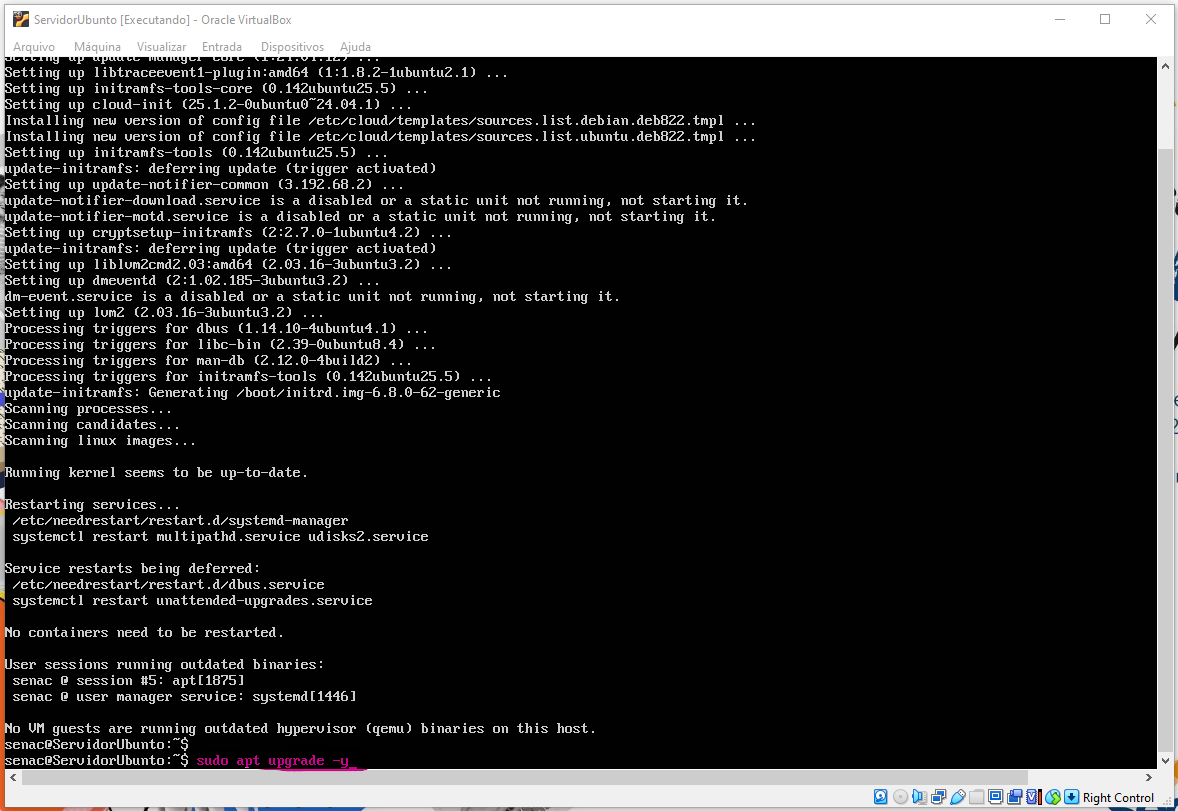 ServidorUbunto [Executando] - Oracle VirtualBox
Arquivo Máquina Visualizar Entrada Dispositivos Ajuda
Setting up update-manager-core (1:24.04.12) ...
Setting up libtraceevent1-plugin:amd64 (1:1.8.2-1ubuntu2.1) ...
Setting up initramfs-tools-core (0.142ubuntu25.5) ...
Setting up cloud-init (25.1.2-0ubuntu0~24.04.1) ...
Installing new version of config file /etc/cloud/templates/sources.list.debian.deb822.tmpl ...
Installing new version of config file /etc/cloud/templates/sources.list.ubuntu.deb822.tmpl ...
Setting up initramfs-tools (0.142ubuntu25.5) ...
update-initramfs: deferring update (trigger activated)
Setting up update-notifier-common (3.192.68.2) ...
update-notifier-download.service is a disabled or a static unit not running, not starting it.
update-notifier-motd.service is a disabled or a static unit not running, not starting it.
Setting up cryptsetup-initramfs (2:2.7.0-1ubuntu4.2) ...
update-initramfs: deferring update (trigger activated)
Setting up liblvm2cmd2.03:amd64 (2.03.16-3ubuntu3.2) ...
Setting up dmeventd (2:1.02.185-3ubuntu3.2) ...
dm-event.service is a disabled or a static unit not running, not starting it.
Setting up lvm2 (2.03.16-3ubuntu3.2) ...
Processing triggers for dbus (1.14.10-4ubuntu4.1) ...
Processing triggers for libc-bin (2.39-0ubuntu8.4) ...
Processing triggers for man-db (2.12.0-4build2) ...
Processing triggers for initramfs-tools (0.142ubuntu25.5) ...
update-initramfs: Generating /boot/initrd.img-6.8.0-62-generic
Scanning processes...
Scanning candidates...
Scanning linux images...
Running kernel seems to be up-to-date.
Restarting services...
/etc/needrestart/restart.d/systemd-manager
systemctl restart multipathd.service udisks2.service
Service restarts being deferred:
/etc/needrestart/restart.d/dbus.service
systemctl restart unattended-upgrades.service
No containers need to be restarted.
User sessions running outdated binaries:
senac @ session #5: apt[1875]
senac @ user manager service: systemd[1446]
No VM guests are running outdated hypervisor (qemu) binaries on this host.
senac@ServidorUbunto:~$
senac@ServidorUbunto:~$ sudo apt upgrade -y_
Right Control